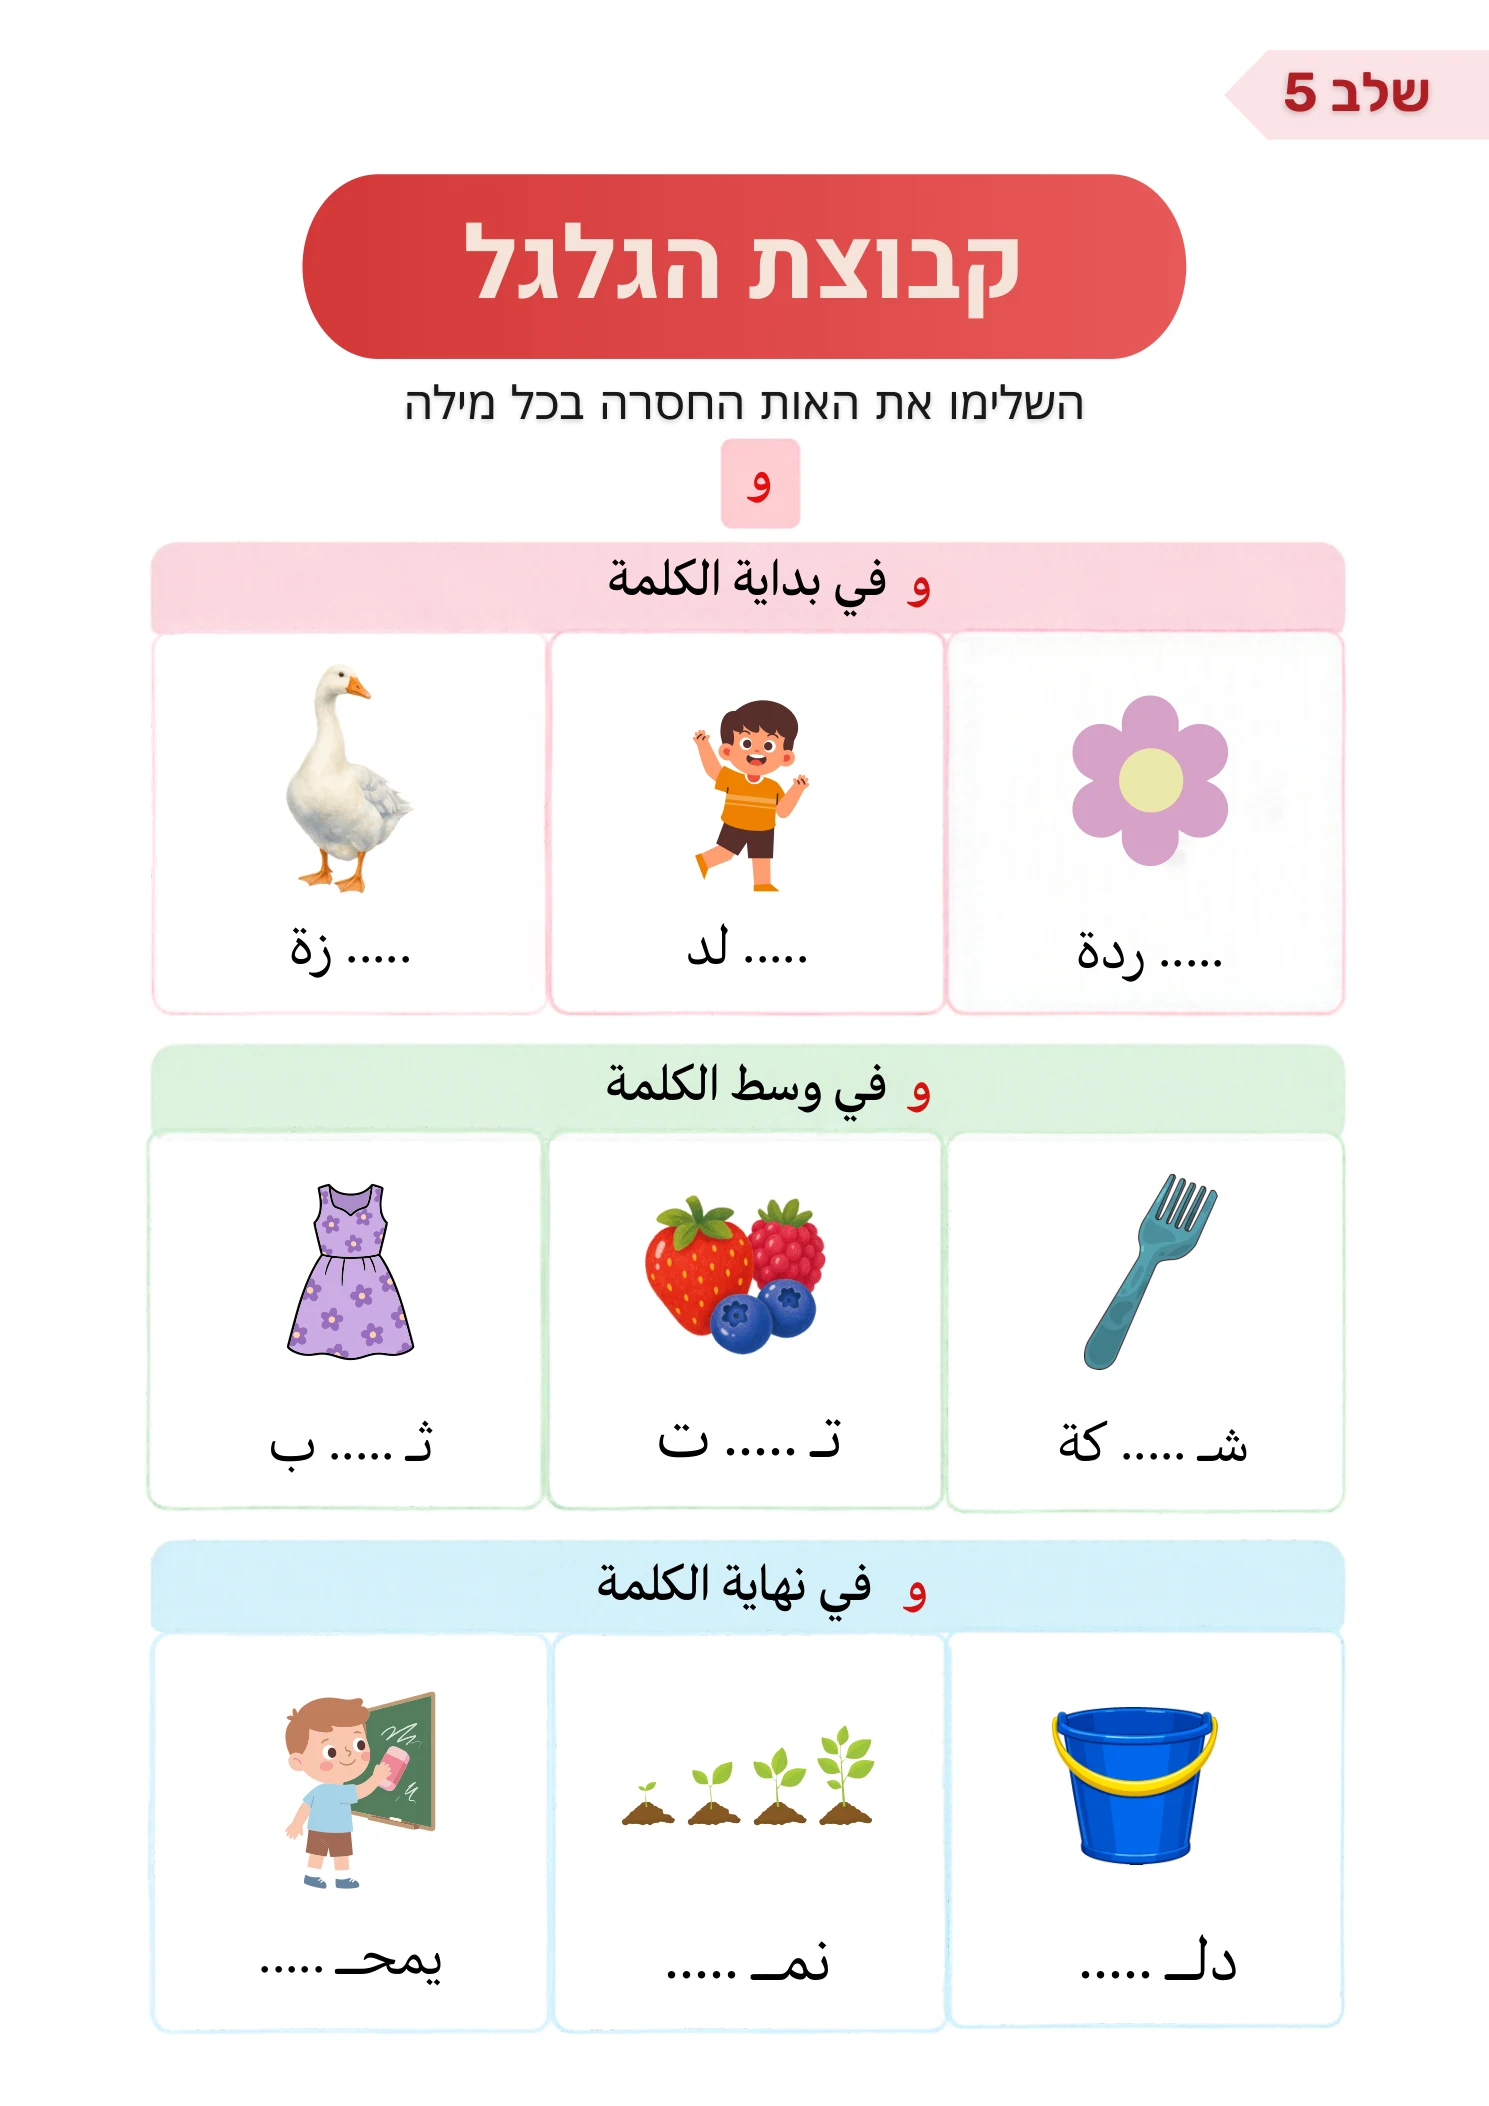 שלב 5
קבוצת הגלגל
השלימו את האות החסרה בכל מילה
و
و في بداية الكلمة
..... ردة
..... لد
..... زة
و في وسط الكلمة
شـ ..... كة
تـ ..... ت
ثـ ..... ب
و في نهاية الكلمة
دلــ .....
نمــ .....
يمحــ .....